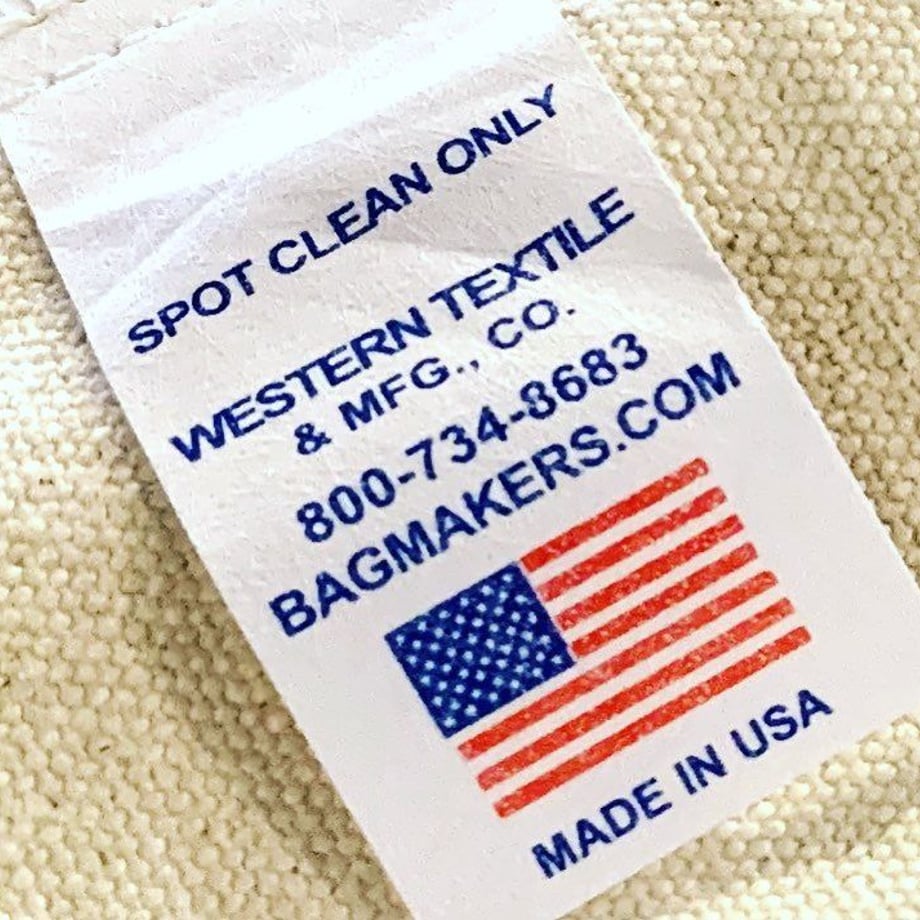 SPOT CLEAN ONLY
WESTERN TEXTILE
& MFG., CO.
800-734-8683
BAGMAKERS.COM
MADE IN USA